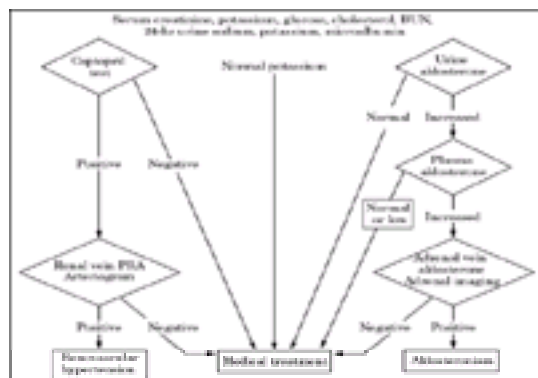 Serum creatinine, potassium, glucose, cholesterol, BUN,
24-hr urine sodium, potassium, microalbumin
Captopril
test
Normal potassium
Urine
aldosterone
Normal
Increased
Positive
Negative
Plasma
aldosterone
Normal
or low
Increased
Renal vein PRA
Arteriogram
Adrenal vein
aldosterone
Adrenal imaging
Positive
Negative
Negative
Positive
Renovascular
hypertension
Medical treatment
Aldosteronism